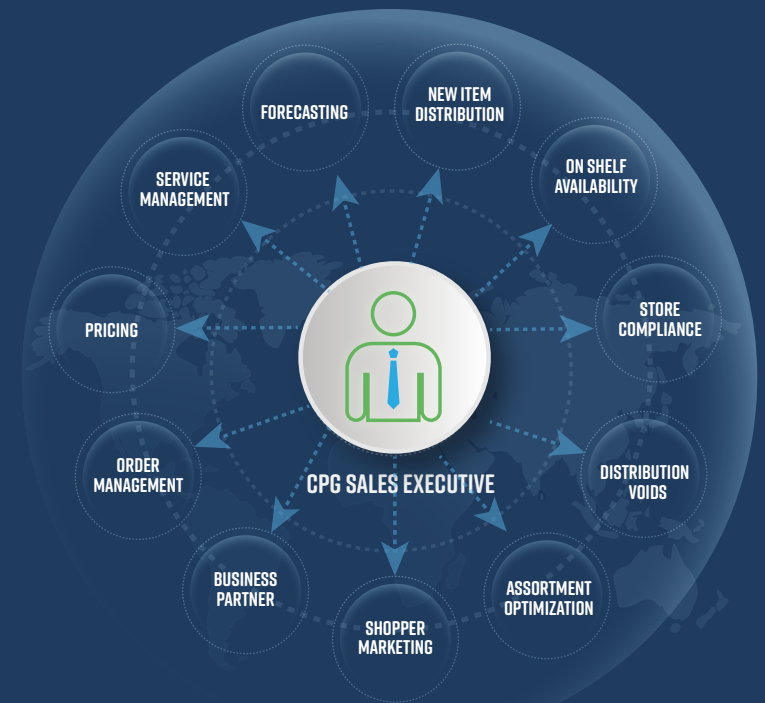 FORECASTING
NEW ITEM
DISTRIBUTION
ON SHELF
AVAILABILITY
SERVICE
MANAGEMENT
STORE
COMPLIANCE
PRICING
ORDER
MANAGEMENT
CPG SALES EXECUTIVE
DISTRIBUTION
VOIDS
BUSINESS
PARTNER
ASSORTMENT
OPTIMIZATION
SHOPPER
MARKETING